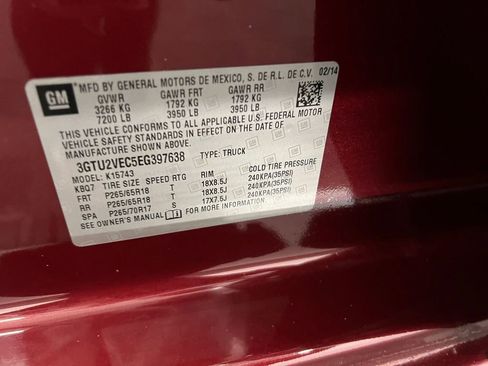 GM
MFD BY GENERAL MOTORS DE MEXICO, S. DE R.L. DE C.V. 02/14
GVWR GAWR FRT GAWR RR
3266 KG 1792 KG 1792 KG
7200 LB 3950 LB 3950 LB
THIS VEHICLE CONFORMS TO ALL APPLICABLE U.S. FEDERAL MOTOR
VEHICLE SAFETY STANDARDS IN EFFECT ON THE DATE OF
MANUFACTURE SHOWN ABOVE.
3GTU2VEC5EG397638 TYPE: TRUCK
MODEL: K15743
KBQ7 TIRE SIZE SPEED RTG RIM COLD TIRE PRESSURE
FRT P265/65R18 T 18X8.5J 240KPA(35PSI)
RR P265/65R18 T 18X8.5J 240KPA(35PSI)
SPA P265/70R17 S 17X7.5J 240KPA(35PSI)
SEE OWNER'S MANUAL FOR MORE INFORMATION.